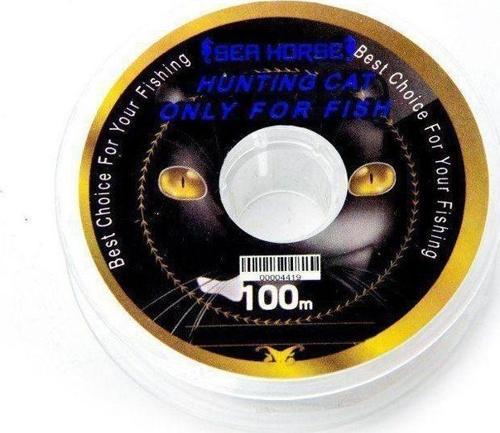 SEA HORSE
HUNTING CAT
ONLY FOR FISH
Best Choice For Your Fishing
Best Choice For Your Fishing
00004419
100m